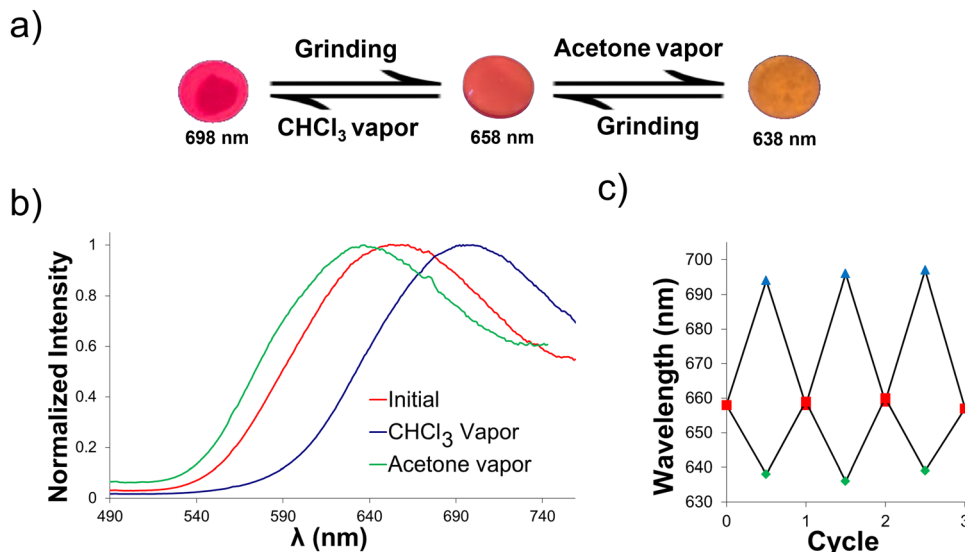 a)
Grinding
Acetone vapor
CHCl₃ vapor
Grinding
698 nm
658 nm
638 nm
b)
c)
Normalized Intensity
1
0.8
0.6
0.4
0.2
0
490
540
590
640
690
740
λ (nm)
Initial
CHCl₃ Vapor
Acetone vapor
Wavelength (nm)
700
690
680
670
660
650
640
630
0
1
2
3
Cycle